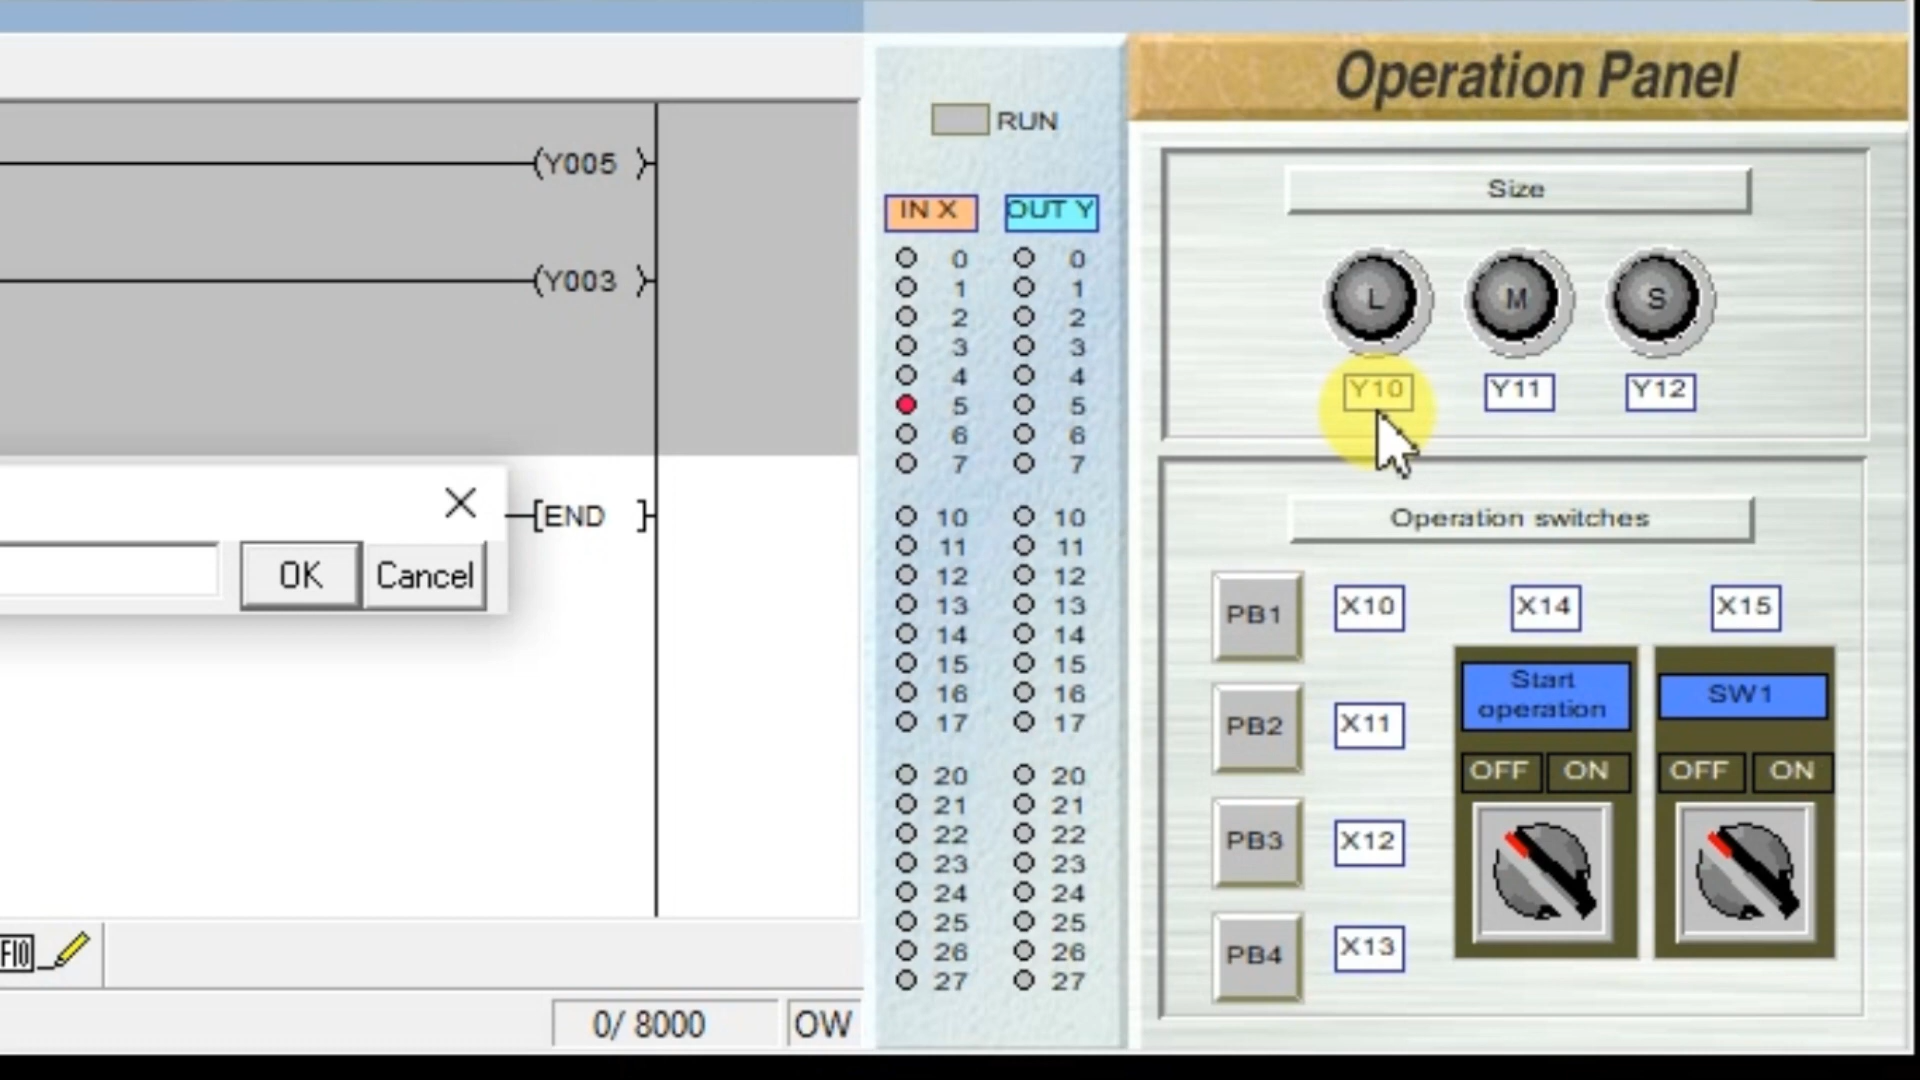 (Y005 )
(Y003 )
[END ]
OK Cancel
0/ 8000 OW
RUN
IN X OUT Y
0 0
1 1
2 2
3 3
4 4
5 5
6 6
7 7
10 10
11 11
12 12
13 13
14 14
15 15
16 16
17 17
20 20
21 21
22 22
23 23
24 24
25 25
26 26
27 27
Operation Panel
Size
L M S
Y10 Y11 Y12
Operation switches
PB1 X10 X14 X15
PB2 X11
PB3 X12
PB4 X13
Start
operation
SW1
OFF ON OFF ON